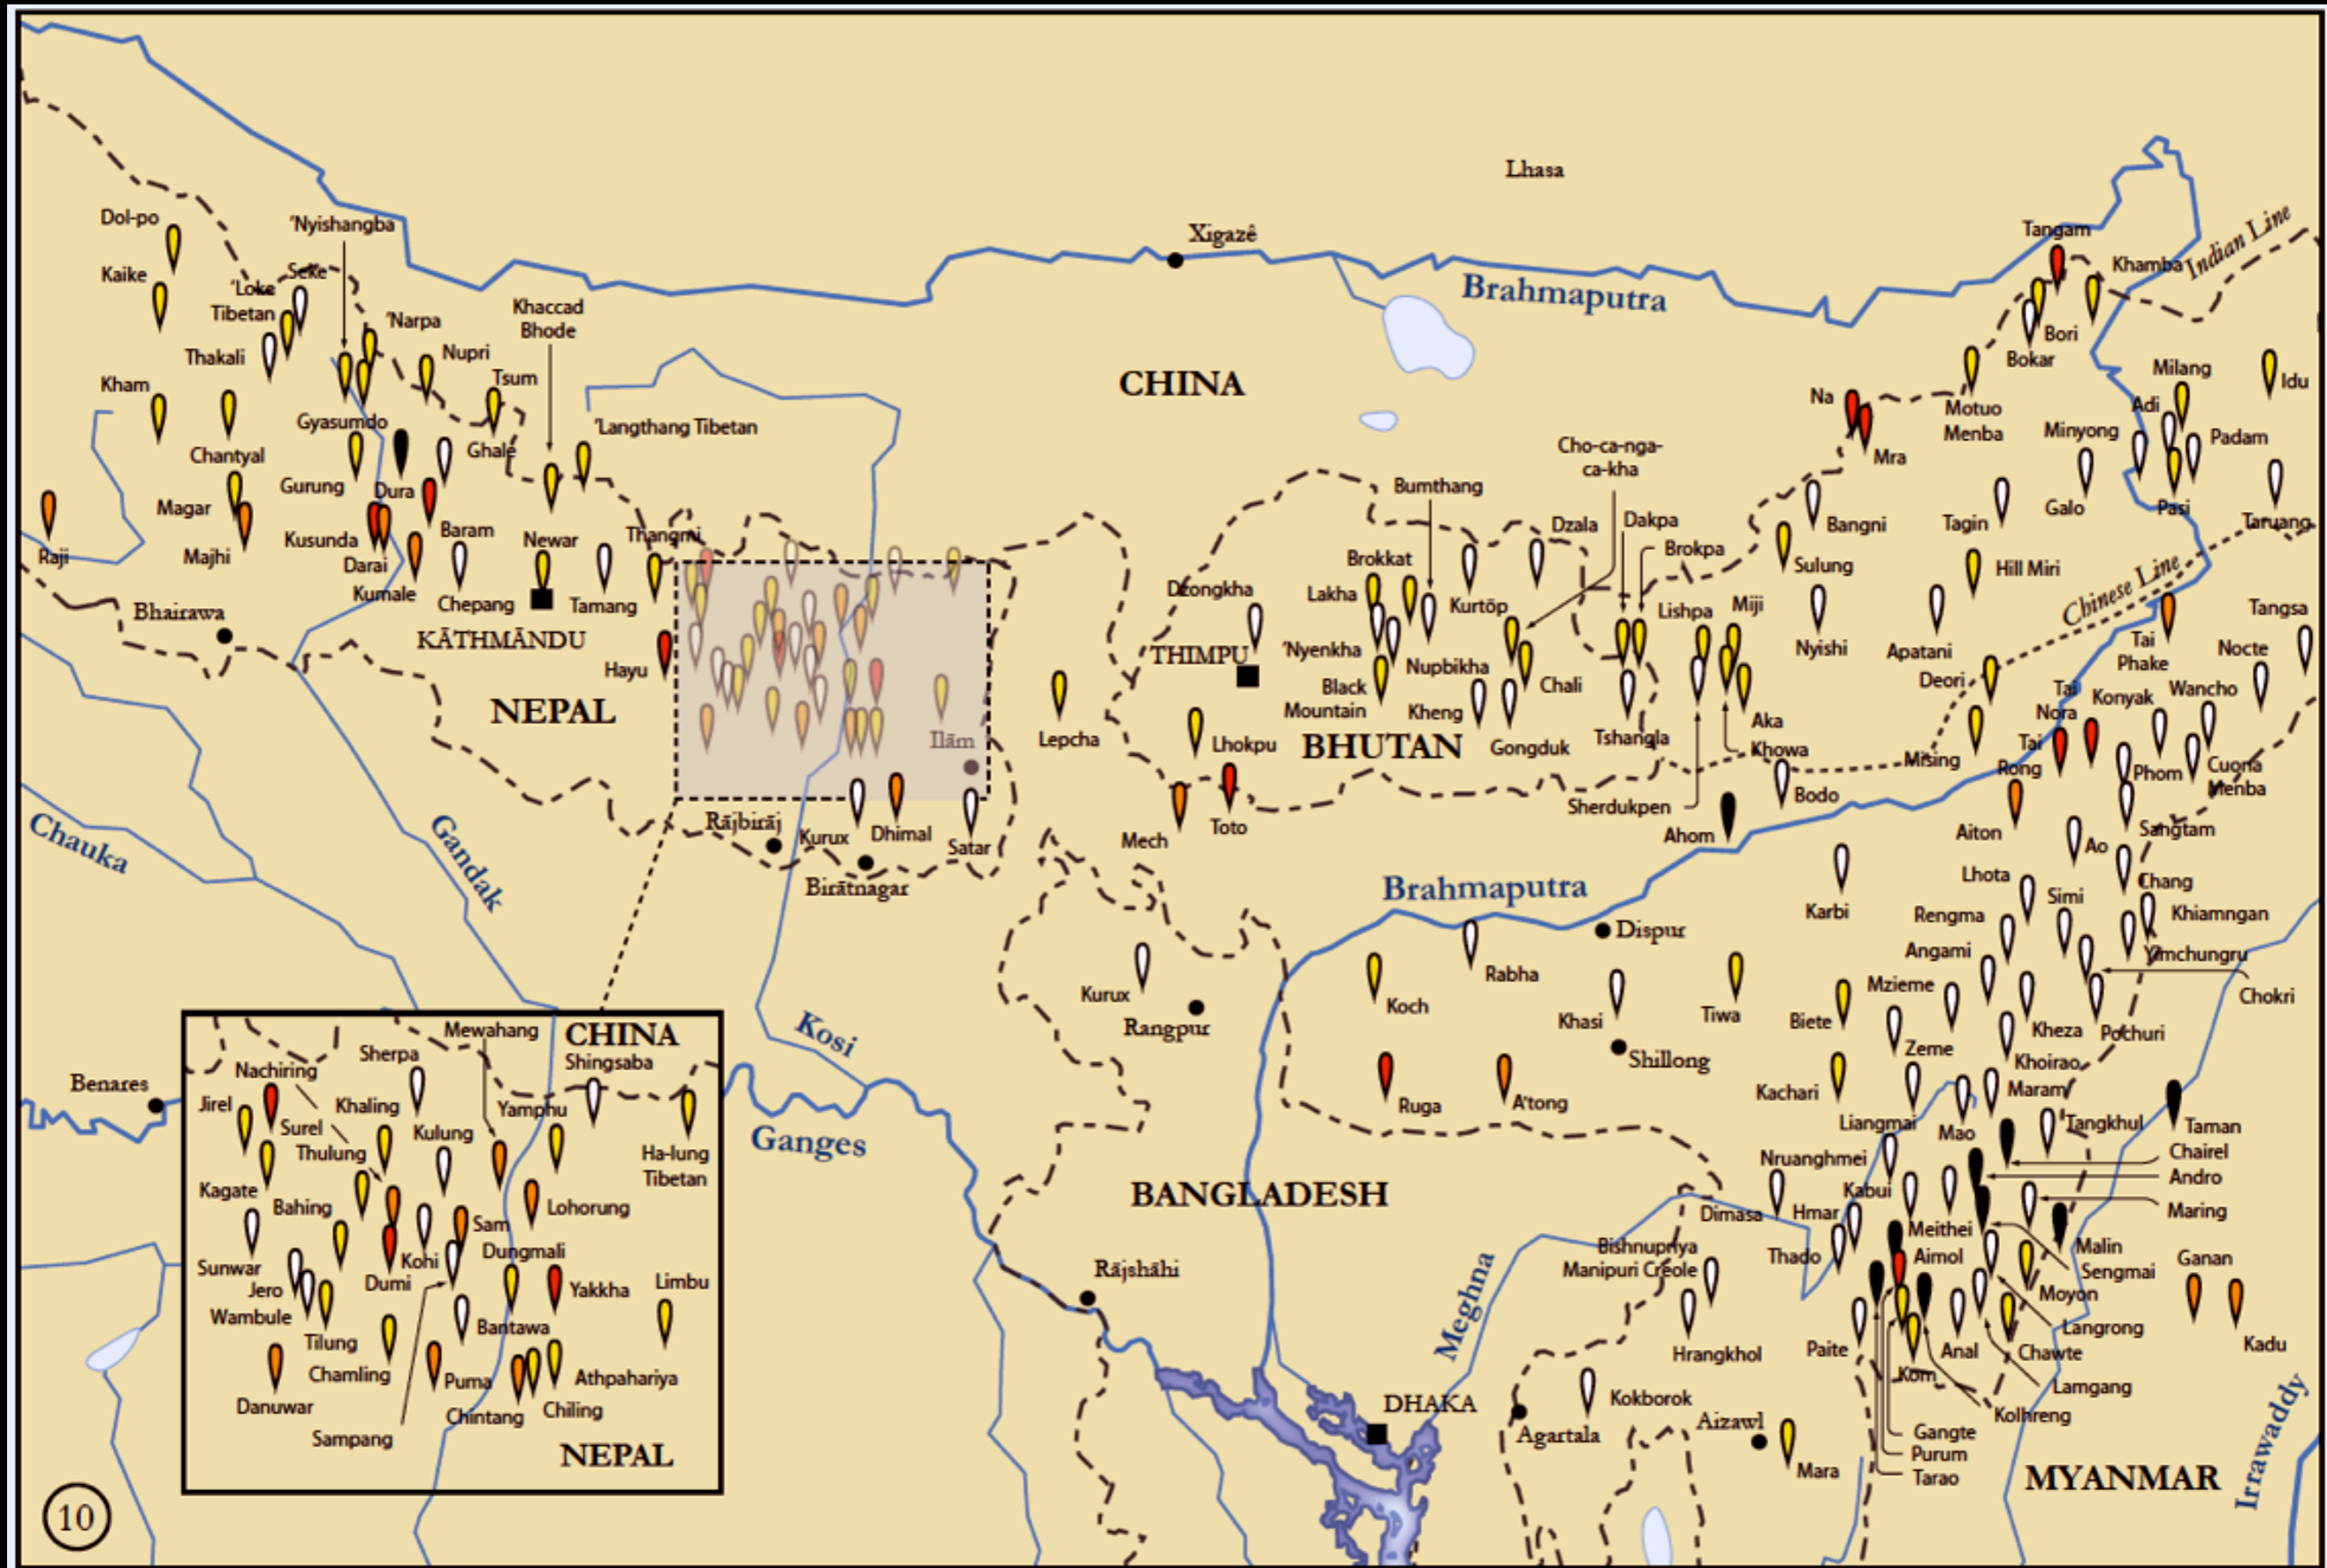 Lhasa
Dol-po
'Nyishangba
Xigazê
Tangam
Indian Line
Kaike
Seke
Khamba
'Loke
Tibetan
Khaccad
Bhode
Brahmaputra
'Narpa
Bori
Thakali
Nupri
Bokar
Kham
Tsum
CHINA
Milang
Idu
Na
Adi
Motuo
Menba
Gyasumdo
'Langthang Tibetan
Minyong
Padam
Chantyal
Ghale
Cho-ca-nga-
ca-kha
Mra
Gurung
Dura
Bumthang
Magar
Galo
Pasi
Taruang
Tagin
Bangni
Dzala
Dakpa
Kusunda
Baram
Newar
Thangmi
Brokpa
Raji
Majhi
Darai
Brokkat
Sulung
Hill Miri
Chinese Line
Kumale
Chepang
Tamang
Dzongkha
Lakha
Kurtöp
Lishpa
Miji
Tangsa
Bhairawa
KĀTHMĀNDU
Hayu
THIMPU
'Nyenkha
Nupbikha
Nyishi
Apatani
Tai
Phake
Nocte
Black
Mountain
Chali
Deori
NEPAL
Kheng
Tai
Nora
Konyak
Wancho
Aka
Ilām
Lepcha
Lhokpu
BHUTAN
Gongduk
Tshangla
Khowa
Mising
Tai
Rong
Phom
Cuona
Menba
Sherdukpen
Bodo
Rājbirāj
Kurux
Dhimal
Satar
Mech
Toto
Ahom
Aiton
Sangtam
Ao
Chauka
Gandak
Birātnagar
Brahmaputra
Lhota
Chang
Karbi
Simi
Dispur
Rengma
Khiamngan
Angami
Yimchungru
Rabha
Kurux
Koch
Mzieme
Chokri
Rangpur
Khasi
Tiwa
Biete
Kheza
Pochuri
Kosi
Shillong
Zeme
Khoirao
Benares
Kachari
Maram
Ruga
A'tong
Liangmai
Mao
Tangkhul
Taman
Ganges
Chairel
Nruanghmei
Andro
BANGLADESH
Kabui
Maring
Dimasa
Hmar
Meithei
Malin
Bishnupriya
Manipuri Creole
Thado
Aimol
Sengmai
Ganan
Rājshāhi
Moyon
Meghna
Langrong
Hrangkhol
Paite
Anal
Chawte
Kadu
Kom
Lamgang
DHAKA
Kokborok
Kolhreng
Agartala
Aizawl
Gangte
Purum
Tarao
Mara
MYANMAR
Irrawaddy
Mewahang
CHINA
Sherpa
Shingsaba
Nachiring
Jirel
Khaling
Yamphu
Surel
Kulung
Thulung
Ha-lung
Tibetan
Kagate
Bahing
Lohorung
Sam
Kohi
Dungmali
Sunwar
Jero
Dumi
Yakkha
Limbu
Wambule
Bantawa
Tilung
Chamling
Puma
Athpahariya
Danuwar
Chintang
Chiling
Sampang
NEPAL
10